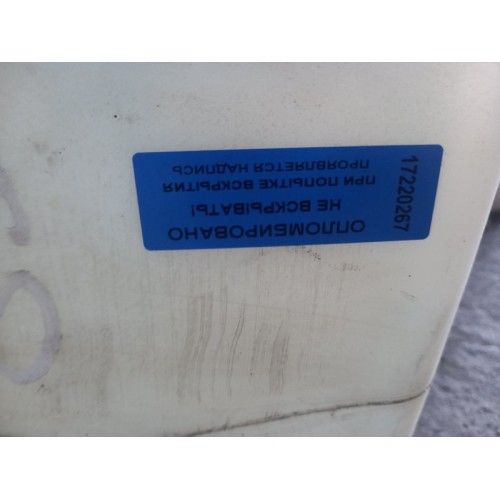 ОПЛОМБИРОВАНО
НЕ ВСКРЫВАТЬ!
ПРИ ПОПЫТКЕ ВСКРЫТИЯ
ПРОЯВЛЯЕТСЯ НАДПИСЬ
17220267